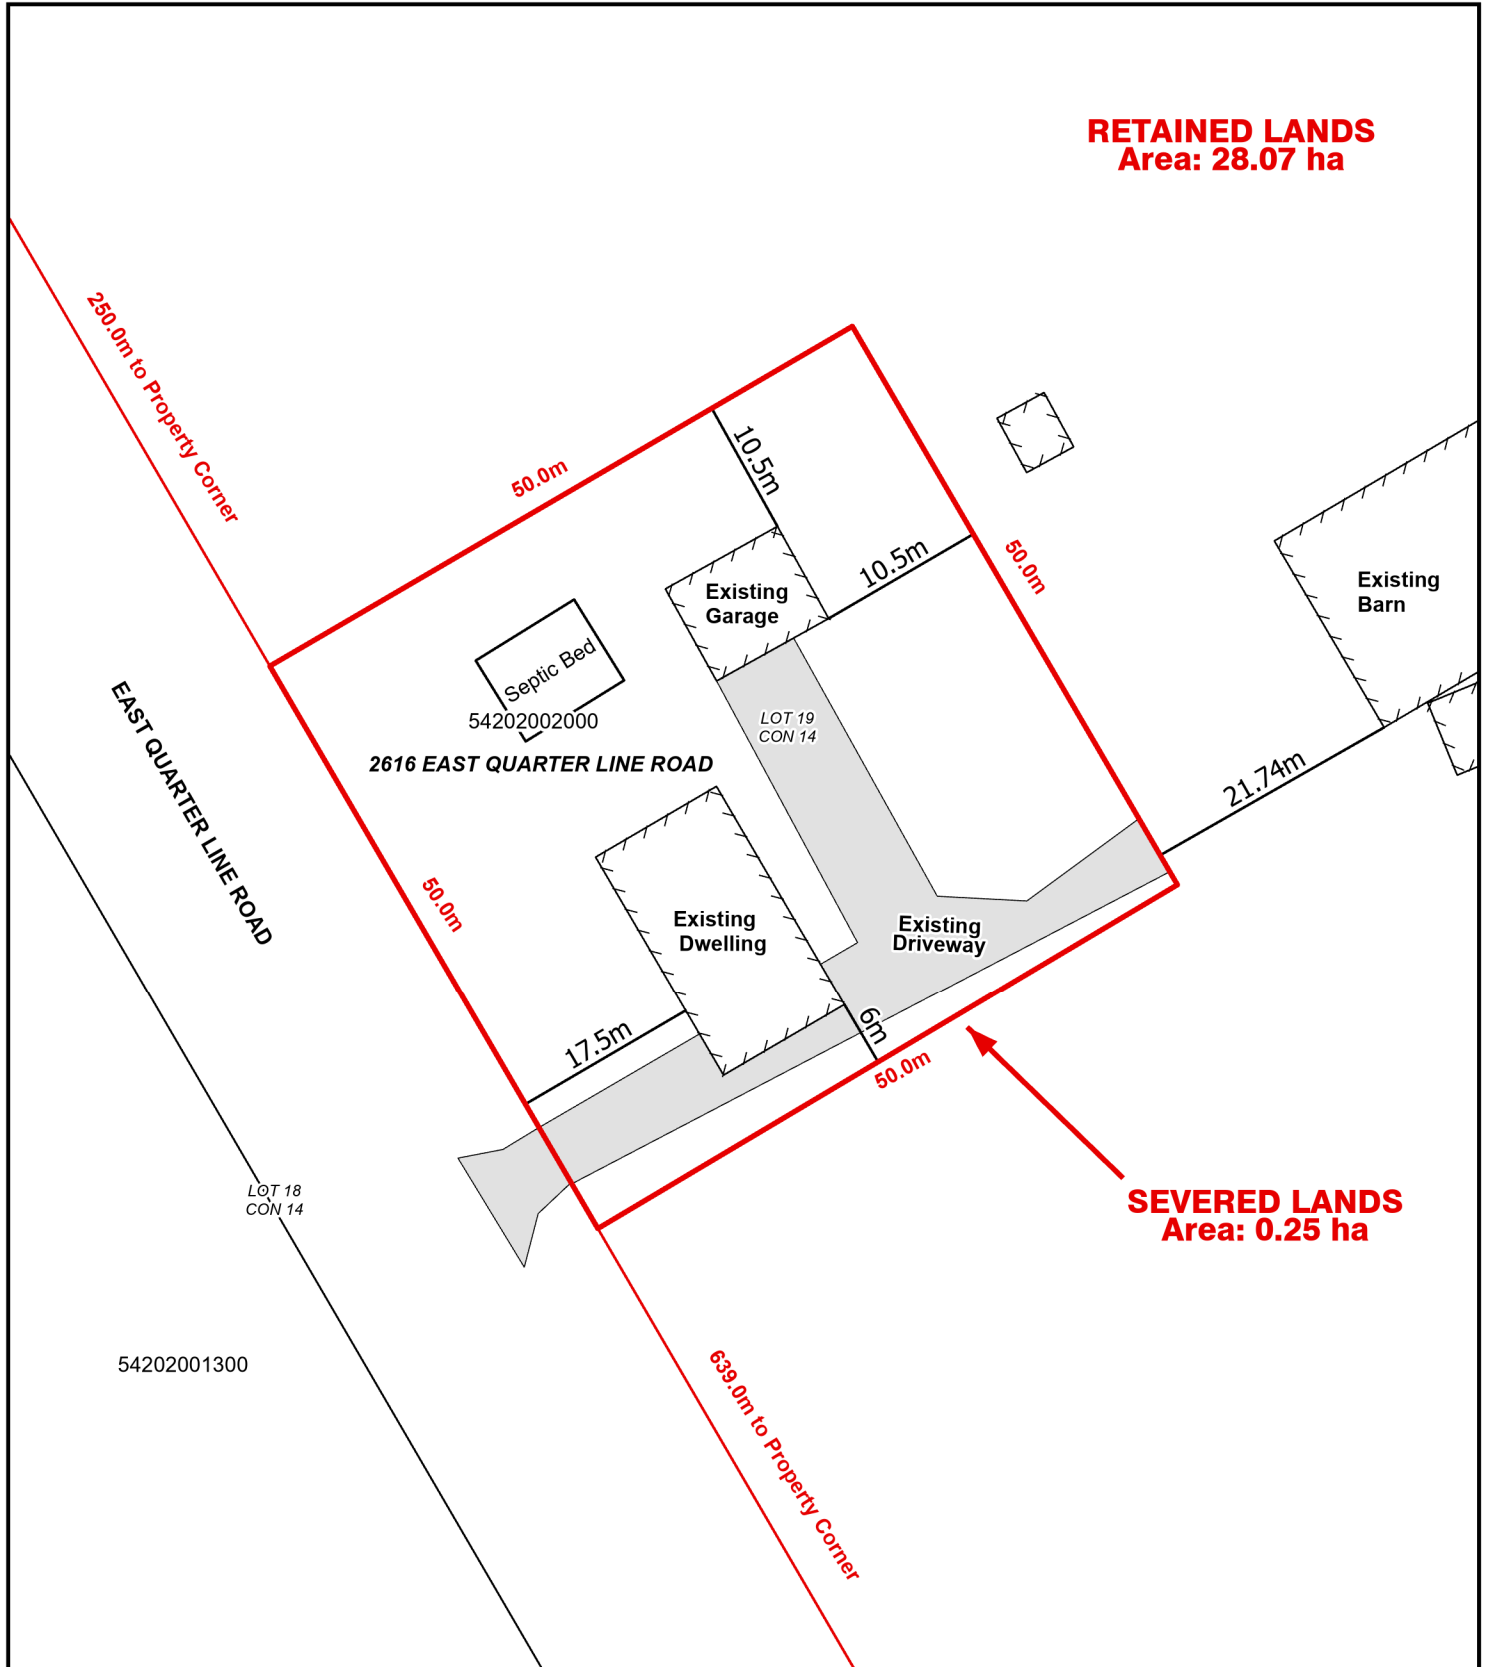 RETAINED LANDS
Area: 28.07 ha
250.0m to Property Corner
50.0m
10.5m
10.5m
50.0m
Existing
Garage
Existing
Barn
Septic Bed
54202002000
LOT 19
CON 14
2616 EAST QUARTER LINE ROAD
EAST QUARTER LINE ROAD
21.74m
50.0m
Existing
Dwelling
Existing
Driveway
17.5m
6m
50.0m
LOT 18
CON 14
SEVERED LANDS
Area: 0.25 ha
54202001300
639.0m to Property Corner